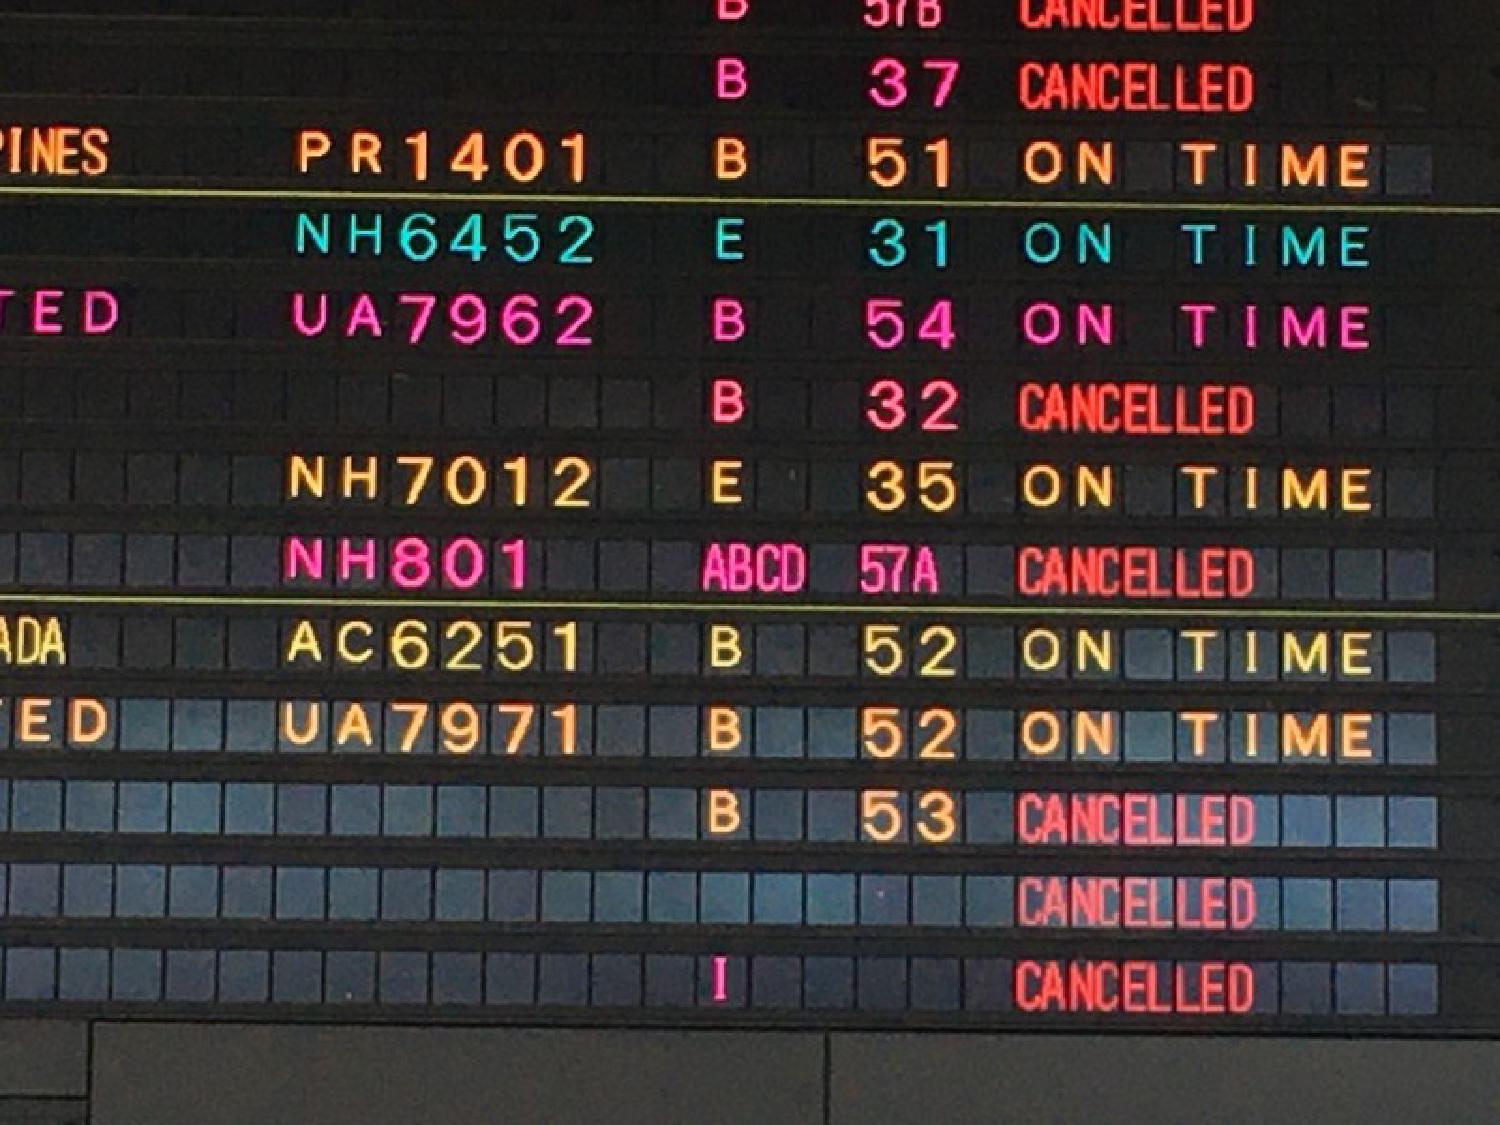 B 57B CANCELLED
B 37 CANCELLED
PINES PR1401 B 51 ON TIME
NH6452 E 31 ON TIME
TED UA7962 B 54 ON TIME
B 32 CANCELLED
NH7012 E 35 ON TIME
NH801 ABCD 57A CANCELLED
ADA AC6251 B 52 ON TIME
ED UA7971 B 52 ON TIME
B 53 CANCELLED
CANCELLED
I CANCELLED